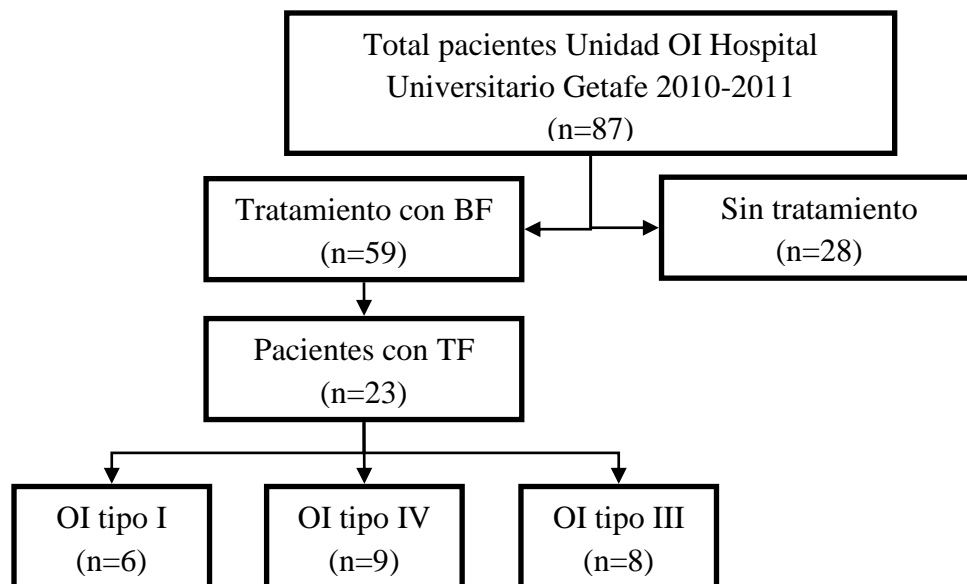 Total pacientes Unidad OI Hospital
Universitario Getafe 2010-2011
(n=87)
Tratamiento con BF
(n=59)
Sin tratamiento
(n=28)
Pacientes con TF
(n=23)
OI tipo I
(n=6)
OI tipo IV
(n=9)
OI tipo III
(n=8)